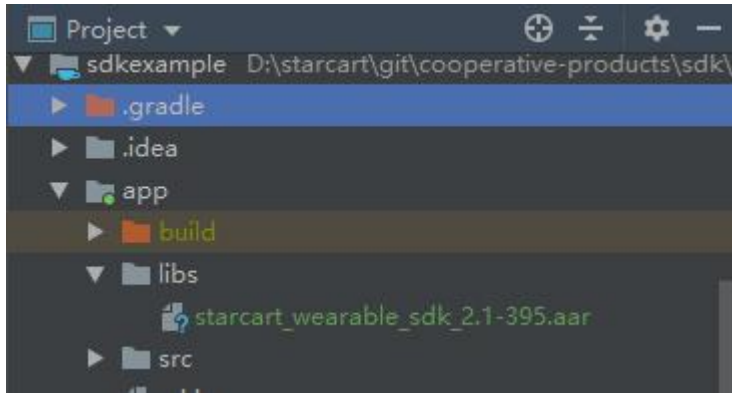 Project
sdkexample D:\starcart\git\cooperative-products\sdk\
.gradle
.idea
app
build
libs
starcart_wearable_sdk_2.1-395.aar
src